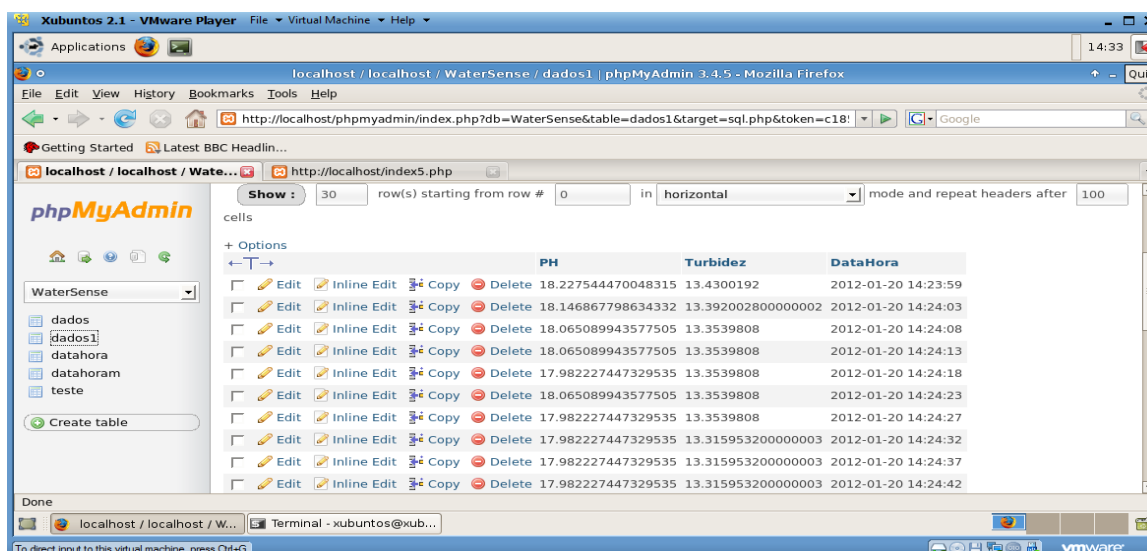 Xubuntos 2.1 - VMware Player File Virtual Machine Help
Applications 14:33
localhost / localhost / WaterSense / dados1 | phpMyAdmin 3.4.5 - Mozilla Firefox Qui
File Edit View History Bookmarks Tools Help
http://localhost/phpmyadmin/index.php?db=WaterSense&table=dados1&target=sql.php&token=c18 Google
Getting Started Latest BBC Headlin...
localhost / localhost / Wate... http://localhost/index5.php
phpMyAdmin
WaterSense
dados
dados1
datahora
datahoram
teste
Create table
Show : 30 row(s) starting from row # 0 in horizontal mode and repeat headers after 100
cells
+ Options
←T→ PH Turbidez DataHora
Edit Inline Edit Copy Delete 18.227544470048315 13.4300192 2012-01-20 14:23:59
Edit Inline Edit Copy Delete 18.146867798634332 13.392002800000002 2012-01-20 14:24:03
Edit Inline Edit Copy Delete 18.065089943577505 13.3539808 2012-01-20 14:24:08
Edit Inline Edit Copy Delete 18.065089943577505 13.3539808 2012-01-20 14:24:13
Edit Inline Edit Copy Delete 17.982227447329535 13.3539808 2012-01-20 14:24:18
Edit Inline Edit Copy Delete 18.065089943577505 13.3539808 2012-01-20 14:24:23
Edit Inline Edit Copy Delete 17.982227447329535 13.3539808 2012-01-20 14:24:27
Edit Inline Edit Copy Delete 17.982227447329535 13.315953200000003 2012-01-20 14:24:32
Edit Inline Edit Copy Delete 17.982227447329535 13.315953200000003 2012-01-20 14:24:37
Edit Inline Edit Copy Delete 17.982227447329535 13.315953200000003 2012-01-20 14:24:42
Done
localhost / localhost / W... Terminal - xubuntos@xub...
To direct input to this virtual machine, press Ctrl+G. vmware